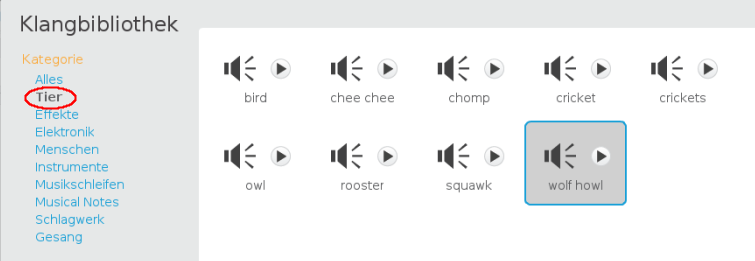 Klangbibliothek
Kategorie
Alles
Tier
Effekte
Elektronik
Menschen
Instrumente
Musikschleifen
Musical Notes
Schlagwerk
Gesang
bird chee chee chomp cricket crickets
owl rooster squawk wolf howl